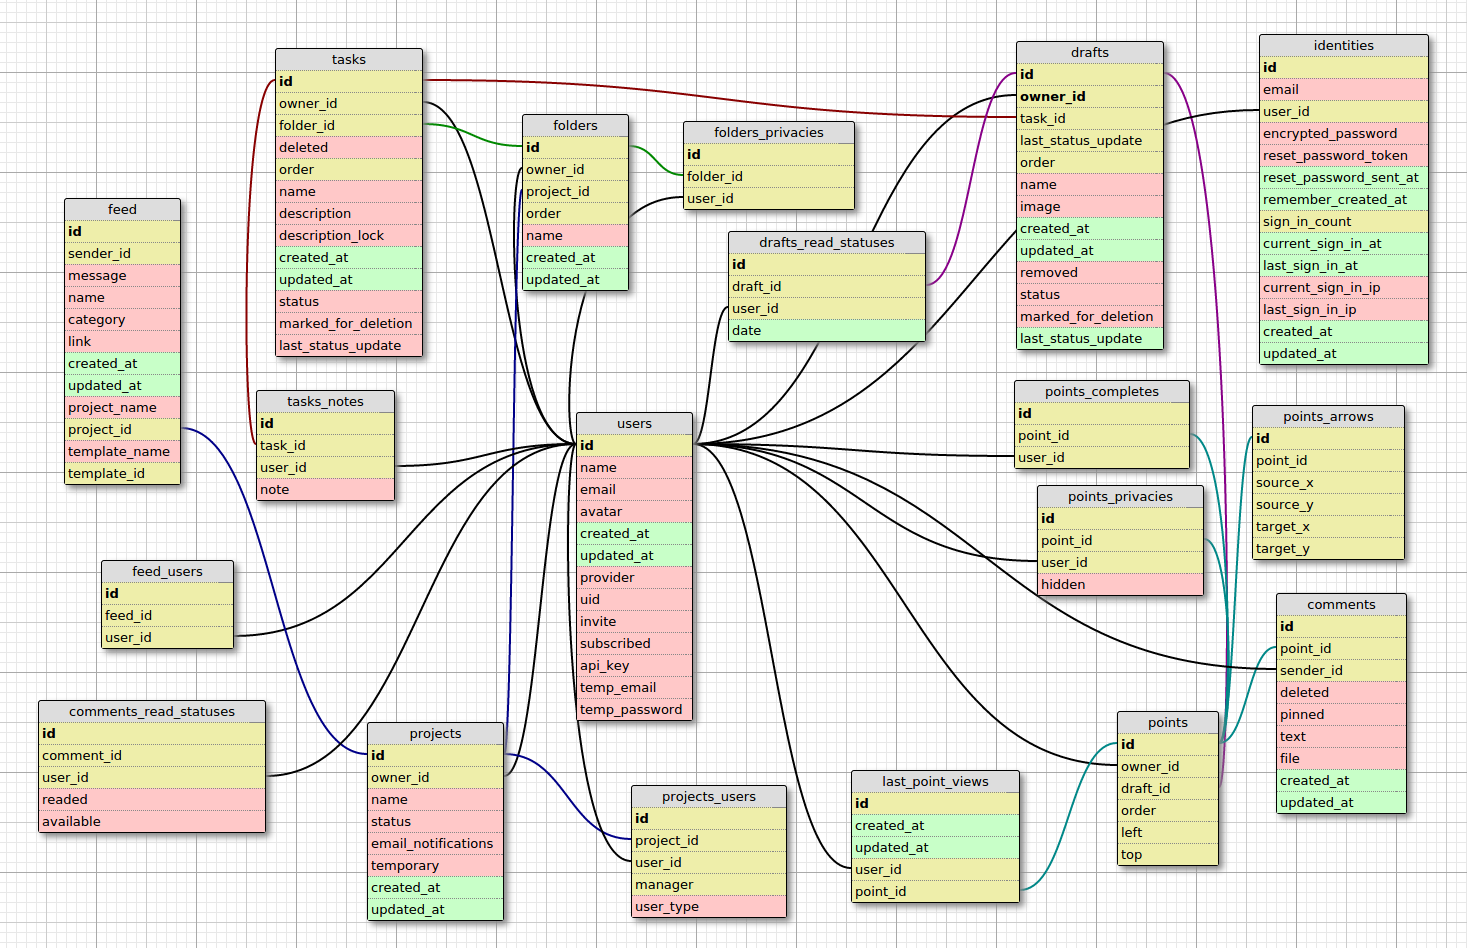 tasks
id
owner_id
folder_id
deleted
order
name
description
description_lock
created_at
updated_at
status
marked_for_deletion
last_status_update
folders
id
owner_id
project_id
order
name
created_at
updated_at
folders_privacies
id
folder_id
user_id
drafts
id
owner_id
task_id
last_status_update
order
name
image
created_at
updated_at
removed
status
marked_for_deletion
last_status_update
identities
id
email
user_id
encrypted_password
reset_password_token
reset_password_sent_at
remember_created_at
sign_in_count
current_sign_in_at
last_sign_in_at
current_sign_in_ip
last_sign_in_ip
created_at
updated_at
feed
id
sender_id
message
name
category
link
created_at
updated_at
project_name
project_id
template_name
template_id
drafts_read_statuses
id
draft_id
user_id
date
tasks_notes
id
task_id
user_id
note
users
id
name
email
avatar
created_at
updated_at
provider
uid
invite
subscribed
api_key
temp_email
temp_password
points_completes
id
point_id
user_id
points_arrows
id
point_id
source_x
source_y
target_x
target_y
points_privacies
id
point_id
user_id
hidden
feed_users
id
feed_id
user_id
comments
id
point_id
sender_id
deleted
pinned
text
file
created_at
updated_at
comments_read_statuses
id
comment_id
user_id
readed
available
projects
id
owner_id
name
status
email_notifications
temporary
created_at
updated_at
projects_users
id
project_id
user_id
manager
user_type
last_point_views
id
created_at
updated_at
user_id
point_id
points
id
owner_id
draft_id
order
left
top